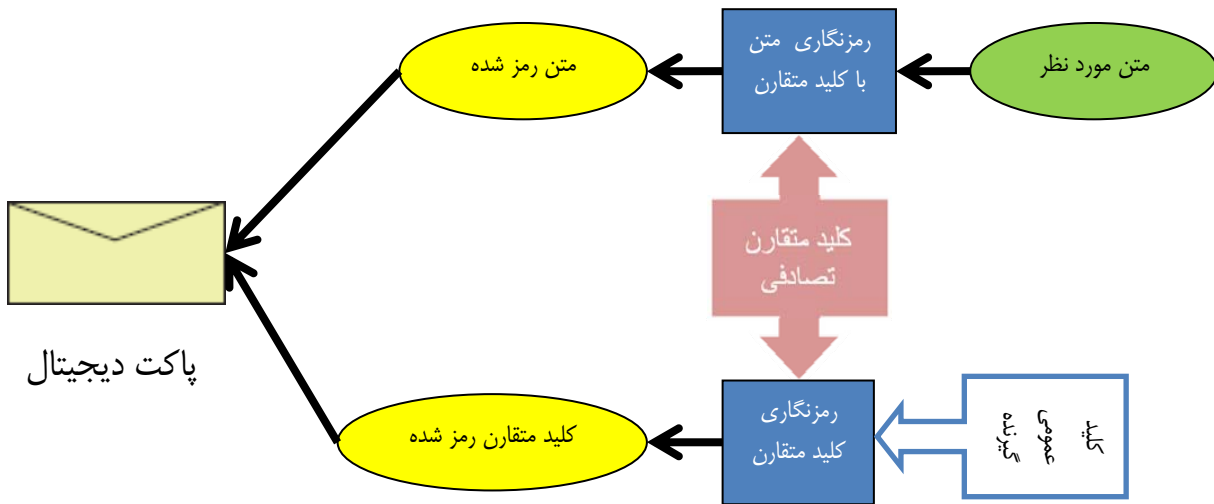 متن مورد نظر
رمزنگاری متن
با کلید متقارن
متن رمز شده
کلید متقارن
تصادفی
پاکت دیجیتال
کلید
عمومی
گیرنده
رمزنگاری
کلید متقارن
کلید متقارن رمز شده